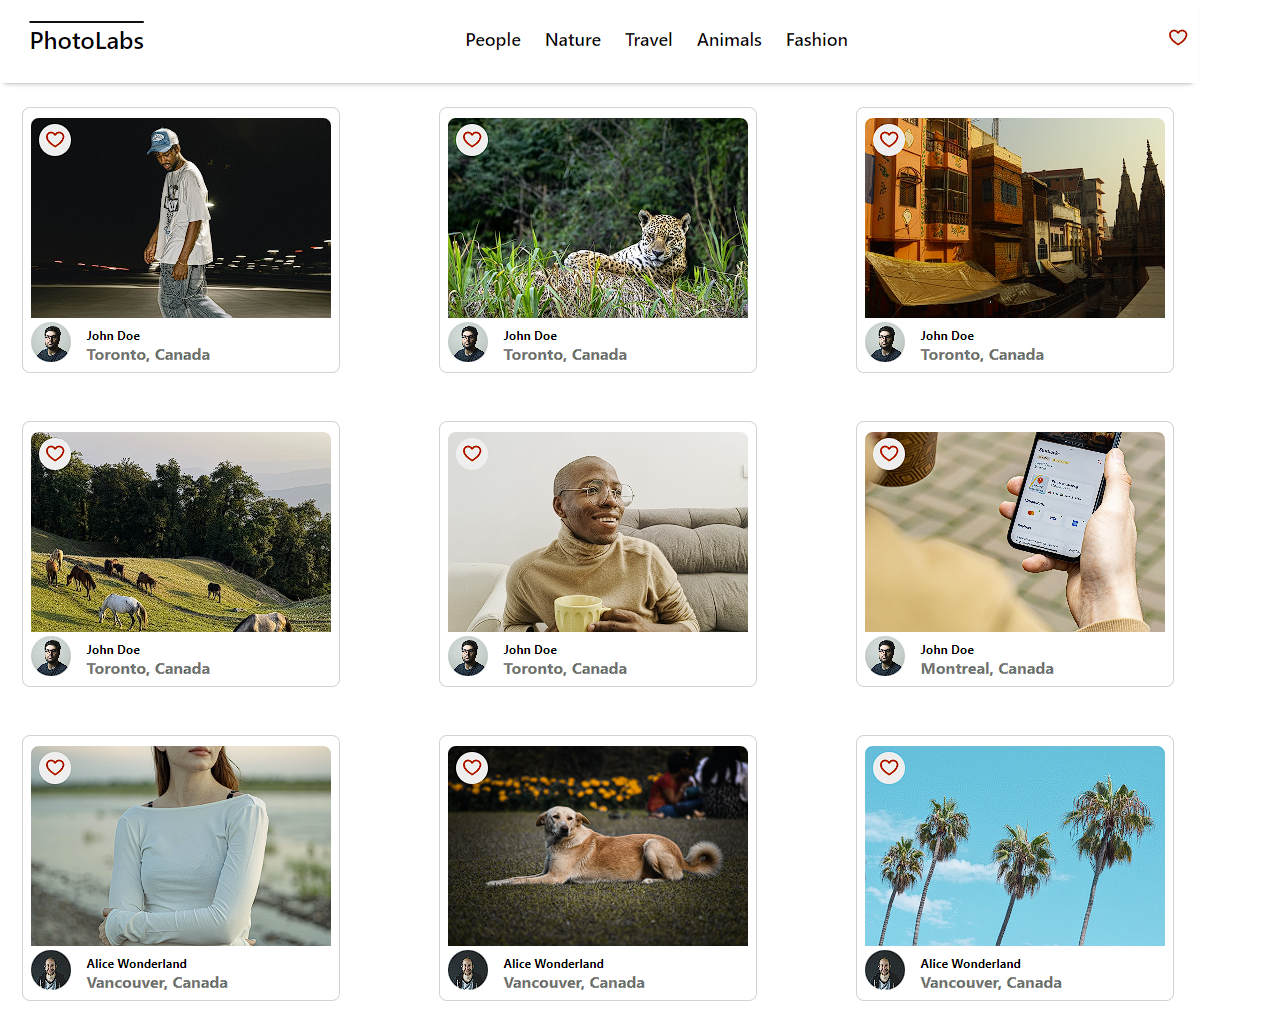 PhotoLabs
People Nature Travel Animals Fashion
John Doe
Toronto, Canada
John Doe
Toronto, Canada
John Doe
Toronto, Canada
John Doe
Toronto, Canada
John Doe
Toronto, Canada
John Doe
Montreal, Canada
Alice Wonderland
Vancouver, Canada
Alice Wonderland
Vancouver, Canada
Alice Wonderland
Vancouver, Canada